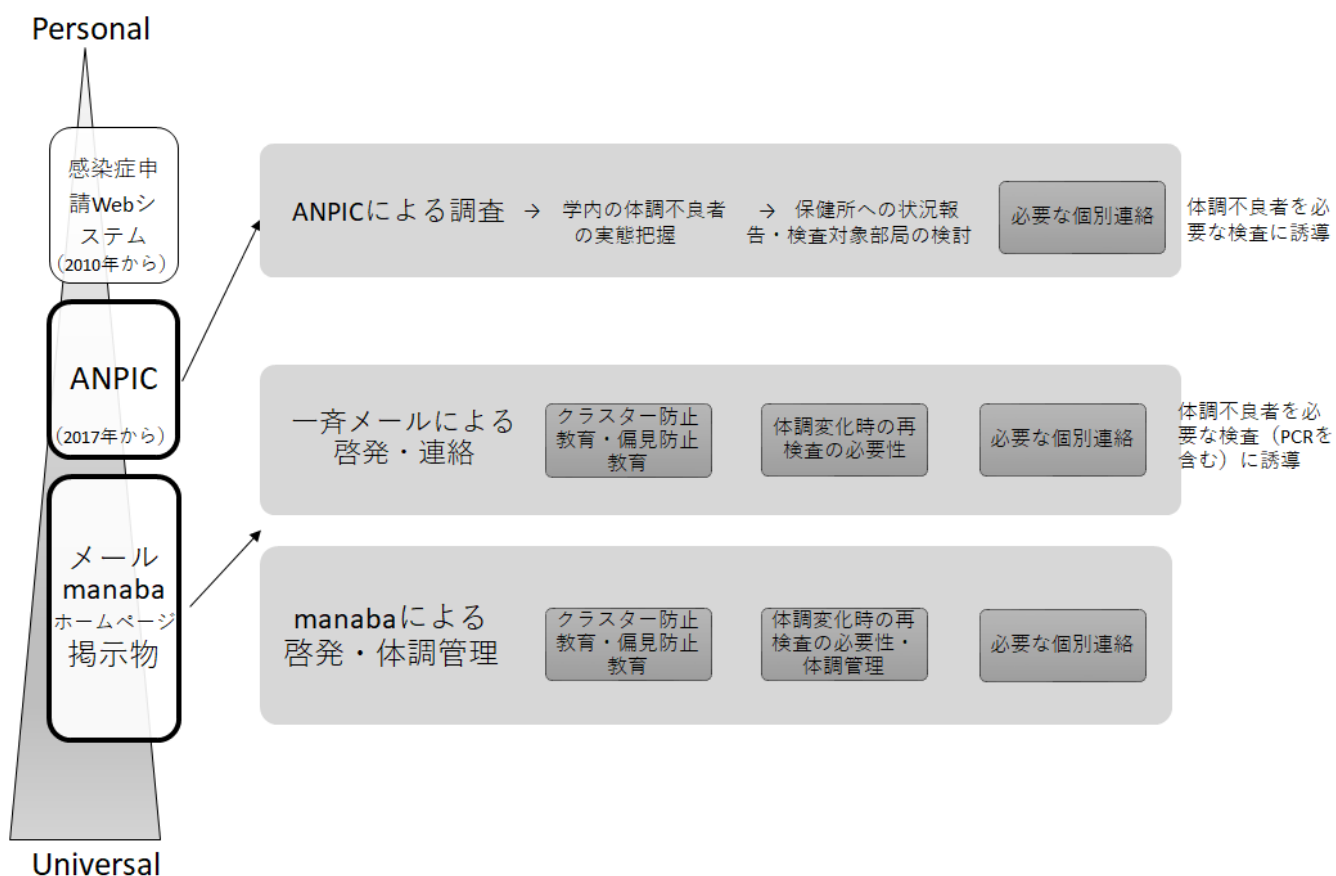 Personal
感染症申
請Webシ
ステム
（2010年から）
ANPIC
（2017年から）
メール
manaba
ホームページ
掲示物
Universal
ANPICによる調査
→ 学内の体調不良者
の実態把握
→ 保健所への状況報
告・検査対象部局の検討
必要な個別連絡
体調不良者を必
要な検査に誘導
一斉メールによる
啓発・連絡
クラスター防止
教育・偏見防止
教育
体調変化時の再
検査の必要性
必要な個別連絡
体調不良者を必
要な検査（PCRを
含む）に誘導
manabaによる
啓発・体調管理
クラスター防止
教育・偏見防止
教育
体調変化時の再
検査の必要性・
体調管理
必要な個別連絡